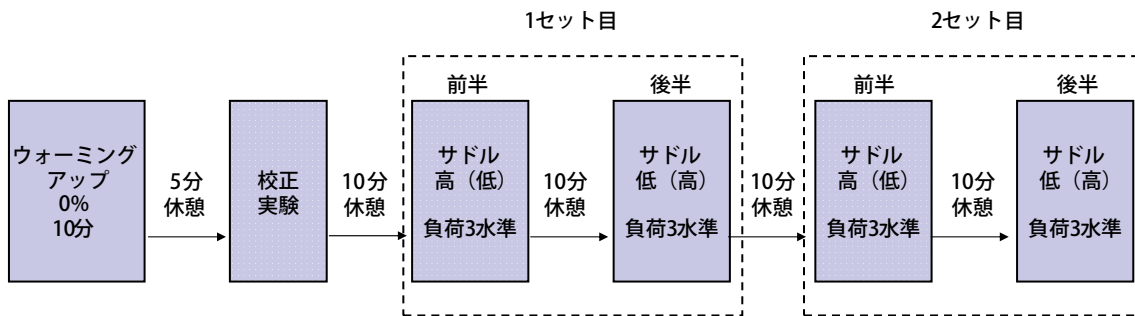 1セット目
2セット目
前半
後半
前半
後半
ウォーミング
アップ
0%
10分
5分
休憩
校正
実験
10分
休憩
サドル
高（低）
負荷3水準
10分
休憩
サドル
低（高）
負荷3水準
10分
休憩
サドル
高（低）
負荷3水準
10分
休憩
サドル
低（高）
負荷3水準